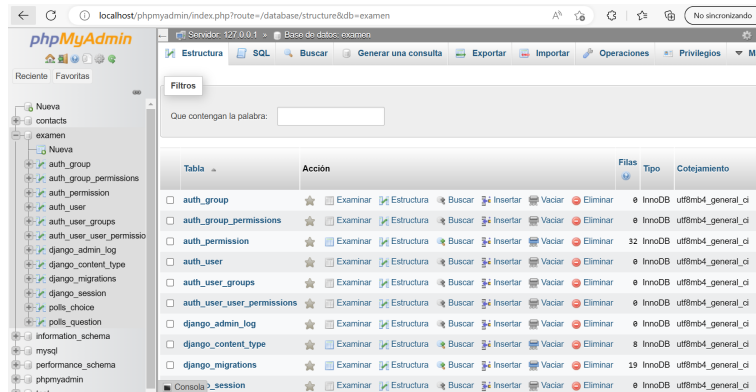 localhost/phpmyadmin/index.php?route=/database/structure&db=examen
No sincronizando
phpMyAdmin
Reciente Favoritas
Nueva
contacts
examen
Nueva
auth_group
auth_group_permissions
auth_permission
auth_user
auth_user_groups
auth_user_user_permissio
django_admin_log
django_content_type
django_migrations
django_session
polls_choice
polls_question
information_schema
mysql
performance_schema
phpmyadmin
Servidor: 127.0.0.1 » Base de datos: examen
Estructura SQL Buscar Generar una consulta Exportar Importar Operaciones Privilegios M
Filtros
Que contengan la palabra:
Tabla Acción Filas Tipo Cotejamiento
auth_group Examinar Estructura Buscar Insertar Vaciar Eliminar 0 InnoDB utf8mb4_general_ci
auth_group_permissions Examinar Estructura Buscar Insertar Vaciar Eliminar 0 InnoDB utf8mb4_general_ci
auth_permission Examinar Estructura Buscar Insertar Vaciar Eliminar 32 InnoDB utf8mb4_general_ci
auth_user Examinar Estructura Buscar Insertar Vaciar Eliminar 0 InnoDB utf8mb4_general_ci
auth_user_groups Examinar Estructura Buscar Insertar Vaciar Eliminar 0 InnoDB utf8mb4_general_ci
auth_user_user_permissions Examinar Estructura Buscar Insertar Vaciar Eliminar 0 InnoDB utf8mb4_general_ci
django_admin_log Examinar Estructura Buscar Insertar Vaciar Eliminar 0 InnoDB utf8mb4_general_ci
django_content_type Examinar Estructura Buscar Insertar Vaciar Eliminar 8 InnoDB utf8mb4_general_ci
django_migrations Examinar Estructura Buscar Insertar Vaciar Eliminar 19 InnoDB utf8mb4_general_ci
Consola o_session Examinar Estructura Buscar Insertar Vaciar Eliminar 0 InnoDB utf8mb4_general_ci